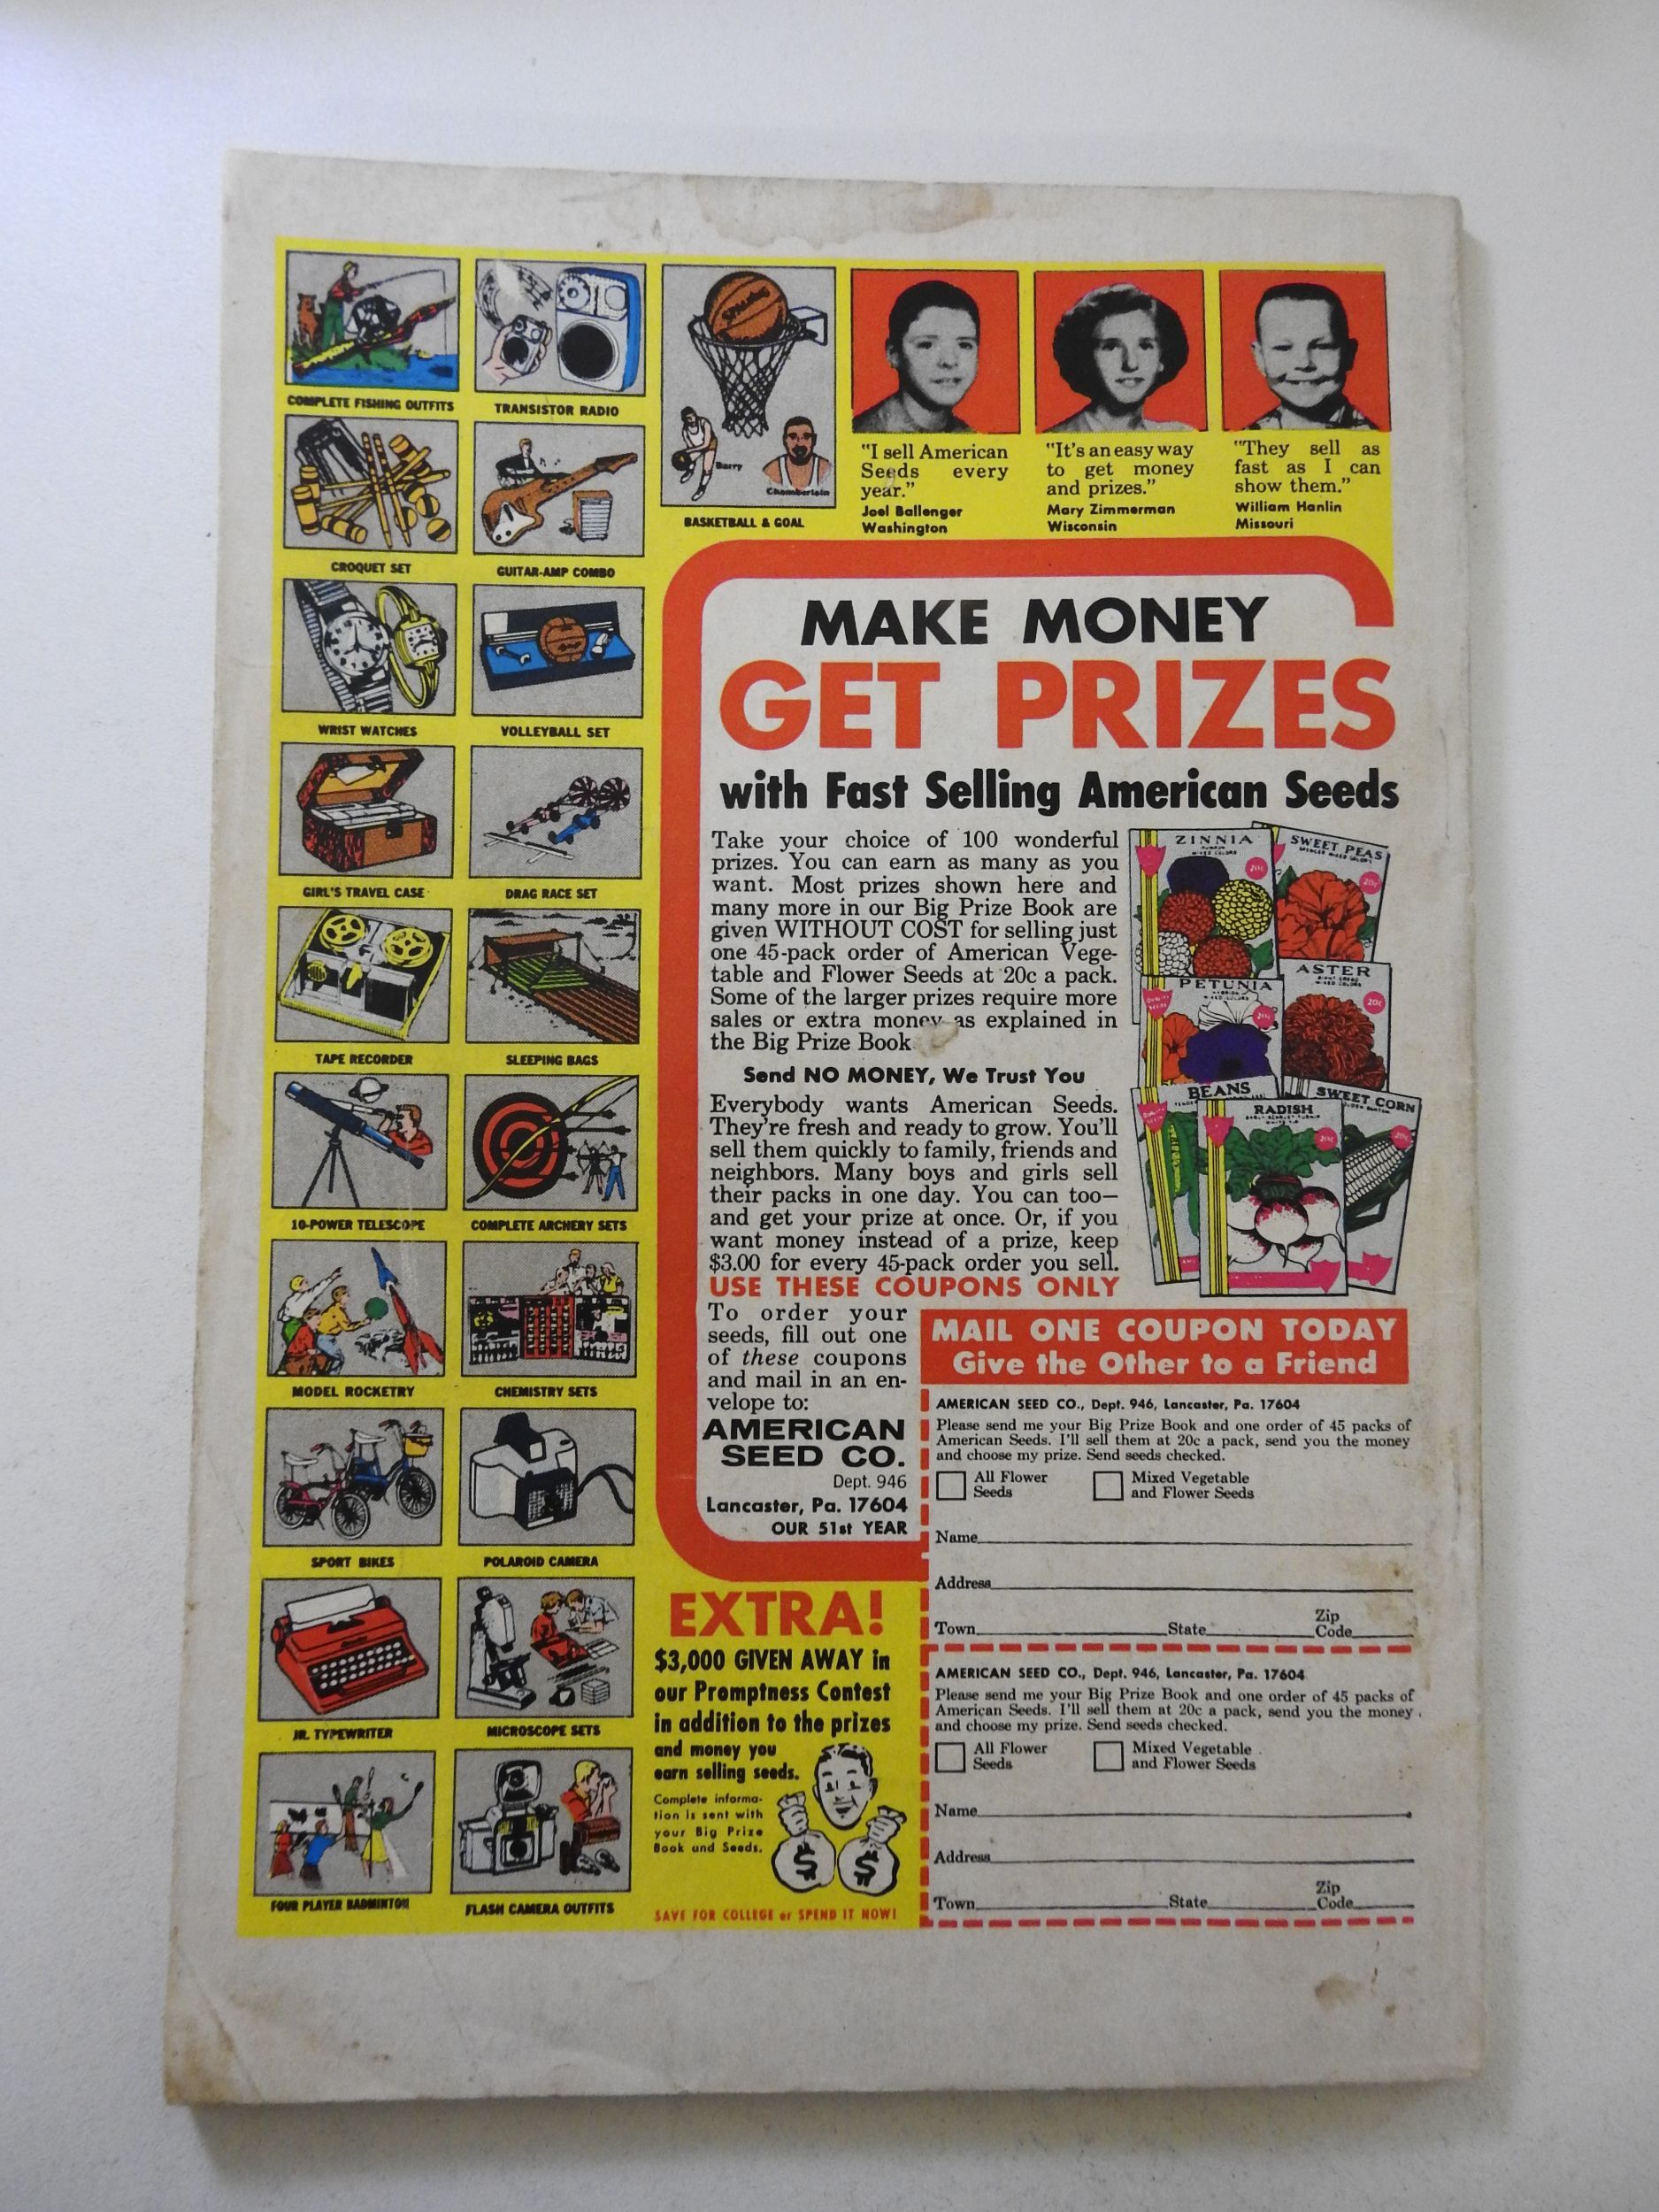 COMPLETE FISHING OUTFITS
TRANSISTOR RADIO
CROQUET SET
GUITAR-AMP COMBO
WRIST WATCHES
VOLLEYBALL SET
GIRL'S TRAVEL CASE
DRAG RACE SET
TAPE RECORDER
SLEEPING BAGS
10-POWER TELESCOPE
COMPLETE ARCHERY SETS
MODEL ROCKETRY
CHEMISTRY SETS
SPORT BIKES
POLAROID CAMERA
JR. TYPEWRITER
MICROSCOPE SETS
FOUR PLAYER BADMINTON
FLASH CAMERA OUTFITS
Spalding
Barry
Chamberlain
BASKETBALL & GOAL
"I sell American
Seeds every
year."
Joel Ballenger
Washington
"It's an easy way
to get money
and prizes."
Mary Zimmerman
Wisconsin
"They sell as
fast as I can
show them."
William Hanlin
Missouri
MAKE MONEY
GET PRIZES
with Fast Selling American Seeds
Take your choice of 100 wonderful
prizes. You can earn as many as you
want. Most prizes shown here and
many more in our Big Prize Book are
given WITHOUT COST for selling just
one 45-pack order of American Vege-
table and Flower Seeds at 20c a pack.
Some of the larger prizes require more
sales or extra money as explained in
the Big Prize Book
Send NO MONEY, We Trust You
Everybody wants American Seeds.
They're fresh and ready to grow. You'll
sell them quickly to family, friends and
neighbors. Many boys and girls sell
their packs in one day. You can too—
and get your prize at once. Or, if you
want money instead of a prize, keep
$3.00 for every 45-pack order you sell.
USE THESE COUPONS ONLY
To order your
seeds, fill out one
of these coupons
and mail in an en-
velope to:
AMERICAN
SEED CO.
Dept. 946
Lancaster, Pa. 17604
OUR 51st YEAR
ZINNIA
MIXED COLORS
20¢
SWEET PEAS
SPENCER MIXED COLORS
20¢
PETUNIA
MIXED COLORS
20¢
ASTER
MIXED COLORS
20¢
BEANS
RADISH
20¢
SWEET CORN
20¢
MAIL ONE COUPON TODAY
Give the Other to a Friend
AMERICAN SEED CO., Dept. 946, Lancaster, Pa. 17604
Please send me your Big Prize Book and one order of 45 packs of
American Seeds. I'll sell them at 20c a pack, send you the money
and choose my prize. Send seeds checked.
All Flower
Seeds
Mixed Vegetable
and Flower Seeds
Name
Address
Town State Zip Code
AMERICAN SEED CO., Dept. 946, Lancaster, Pa. 17604
Please send me your Big Prize Book and one order of 45 packs of
American Seeds. I'll sell them at 20c a pack, send you the money
and choose my prize. Send seeds checked.
All Flower
Seeds
Mixed Vegetable
and Flower Seeds
Name
Address
Town State Zip Code
EXTRA!
$3,000 GIVEN AWAY in
our Promptness Contest
in addition to the prizes
and money you
earn selling seeds.
Complete informa-
tion is sent with
your Big Prize
Book and Seeds.
$ $
SAVE FOR COLLEGE or SPEND IT NOW!